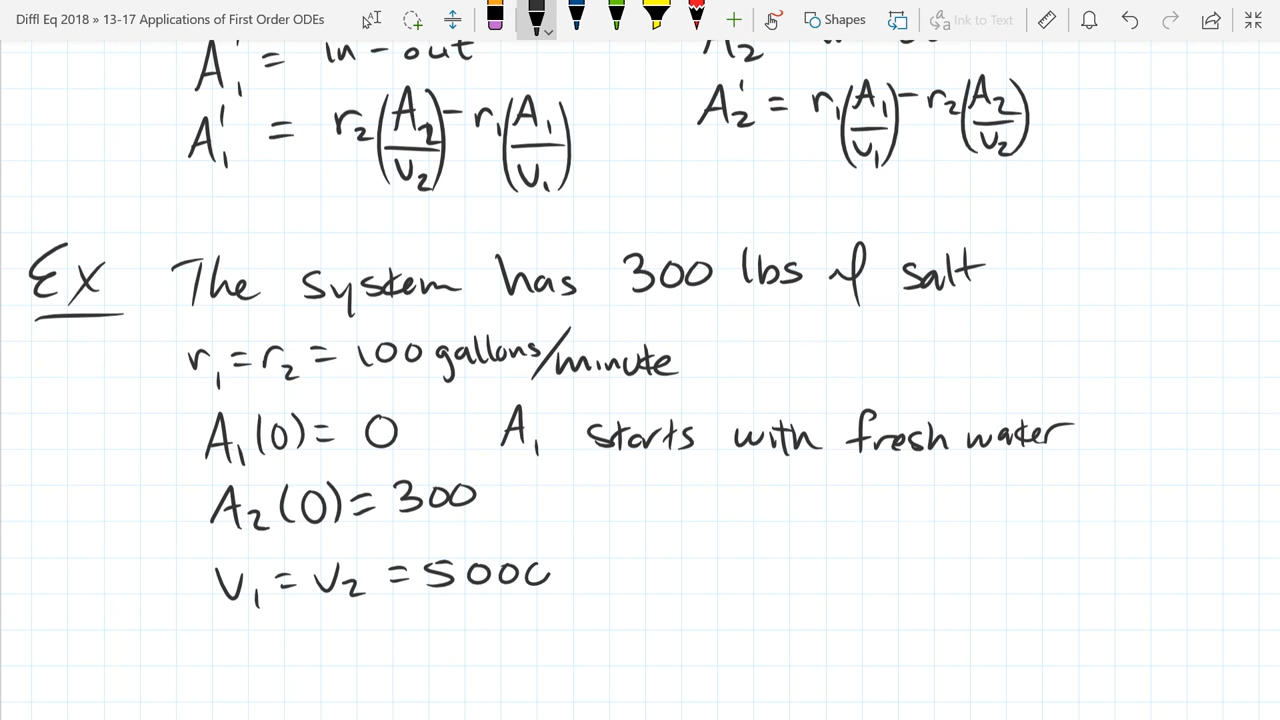 Diffl Eq 2018 » 13-17 Applications of First Order ODEs
Shapes
Ink to Text
A₁' = in - out
A₂'
A₁' = r₂(A₂/V₂) - r₁(A₁/V₁)
A₂' = r₁(A₁/V₁) - r₂(A₂/V₂)
Ex The system has 300 lbs of salt
r₁ = r₂ = 100 gallons/minute
A₁(0) = 0 A₁ starts with fresh water
A₂(0) = 300
V₁ = V₂ = 5000